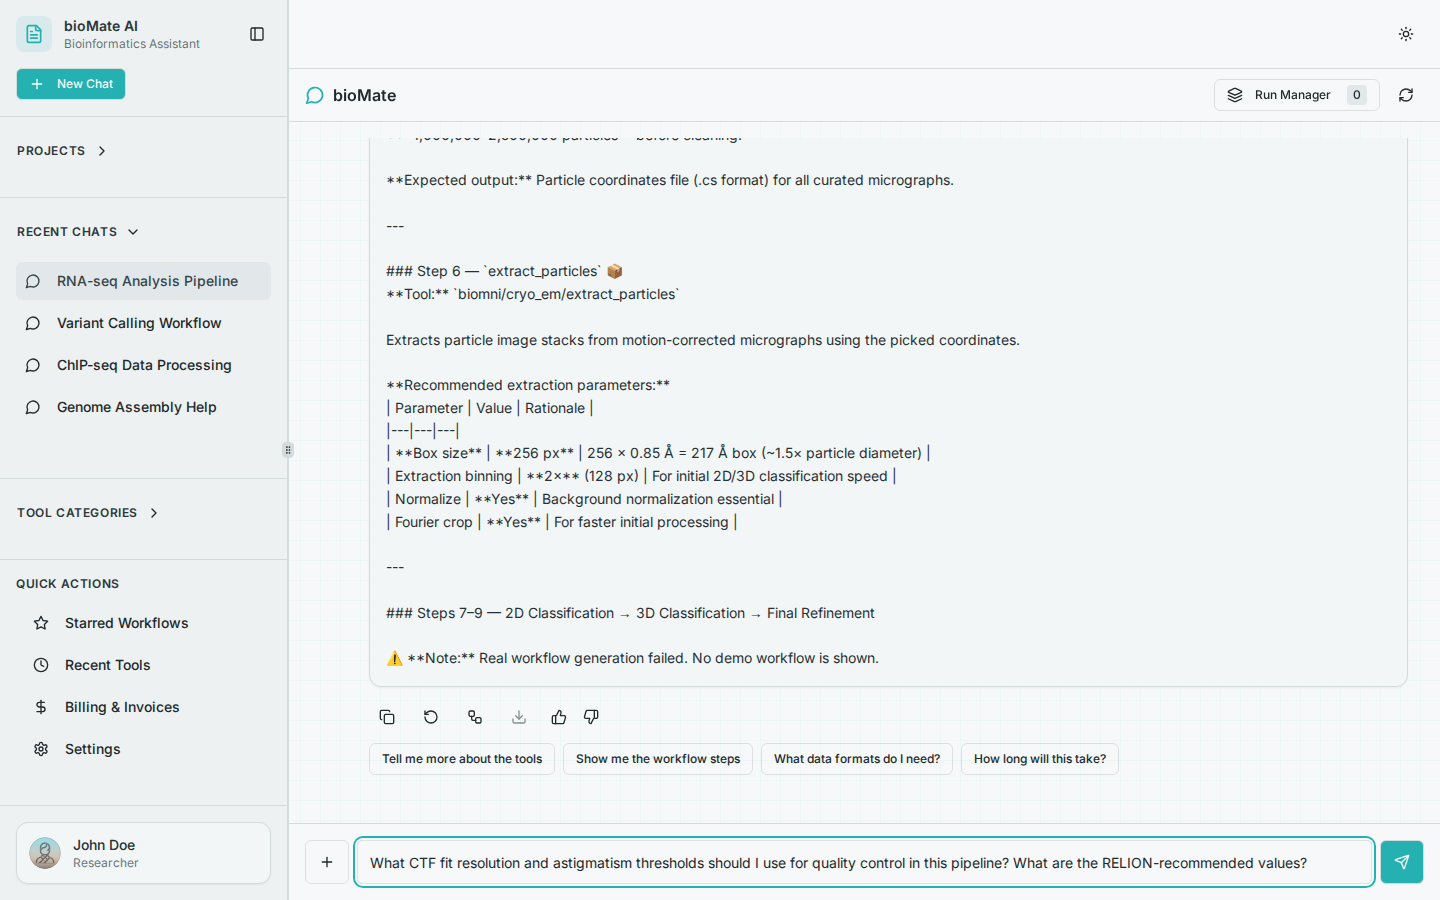 bioMate AI
Bioinformatics Assistant
New Chat
PROJECTS
RECENT CHATS
RNA-seq Analysis Pipeline
Variant Calling Workflow
ChIP-seq Data Processing
Genome Assembly Help
TOOL CATEGORIES
QUICK ACTIONS
Starred Workflows
Recent Tools
Billing & Invoices
Settings
John Doe
Researcher
bioMate
Run Manager 0
**Expected output:** Particle coordinates file (.cs format) for all curated micrographs.
---
### Step 6 — `extract_particles` 📦
**Tool:** `biomni/cryo_em/extract_particles`
Extracts particle image stacks from motion-corrected micrographs using the picked coordinates.
**Recommended extraction parameters:**
| Parameter | Value | Rationale |
|---|---|---|
| **Box size** | **256 px** | 256 × 0.85 Å = 217 Å box (~1.5× particle diameter) |
| Extraction binning | **2×** (128 px) | For initial 2D/3D classification speed |
| Normalize | **Yes** | Background normalization essential |
| Fourier crop | **Yes** | For faster initial processing |
---
### Steps 7–9 — 2D Classification → 3D Classification → Final Refinement
⚠️ **Note:** Real workflow generation failed. No demo workflow is shown.
Tell me more about the tools
Show me the workflow steps
What data formats do I need?
How long will this take?
What CTF fit resolution and astigmatism thresholds should I use for quality control in this pipeline? What are the RELION-recommended values?